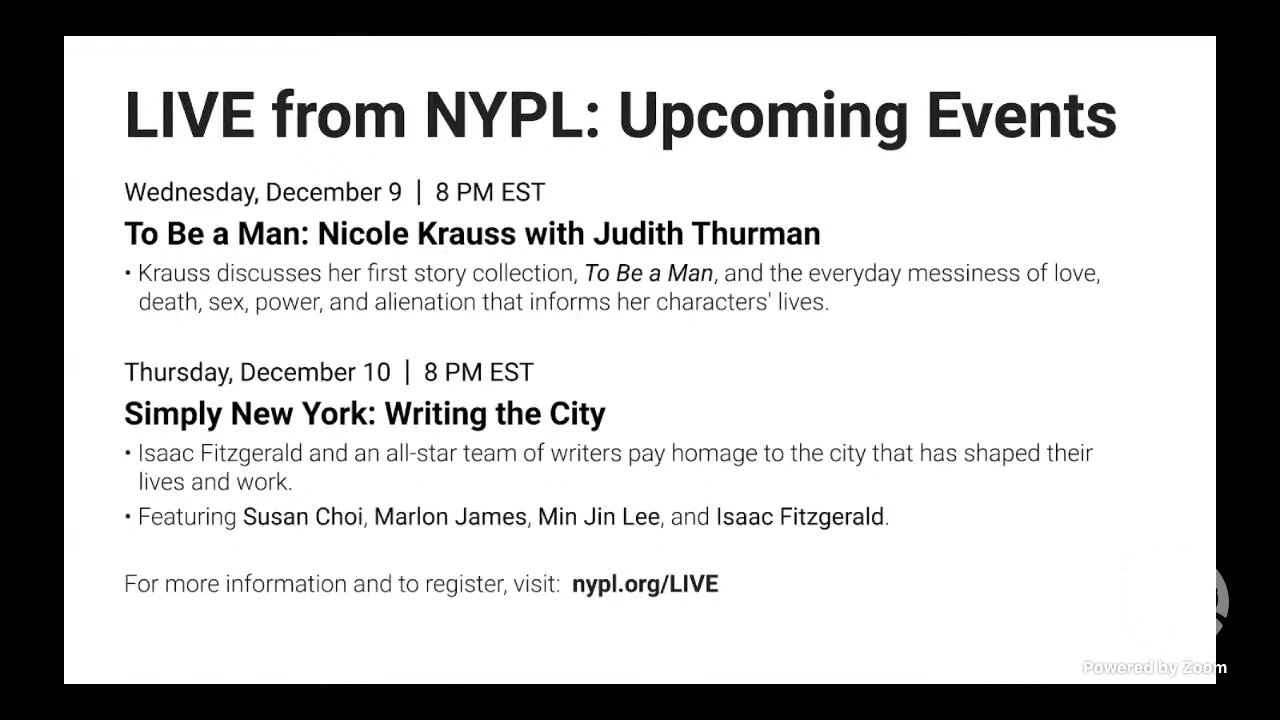 LIVE from NYPL: Upcoming Events
Wednesday, December 9 | 8 PM EST
To Be a Man: Nicole Krauss with Judith Thurman
• Krauss discusses her first story collection, To Be a Man, and the everyday messiness of love,
death, sex, power, and alienation that informs her characters' lives.
Thursday, December 10 | 8 PM EST
Simply New York: Writing the City
• Isaac Fitzgerald and an all-star team of writers pay homage to the city that has shaped their
lives and work.
• Featuring Susan Choi, Marlon James, Min Jin Lee, and Isaac Fitzgerald.
For more information and to register, visit: nypl.org/LIVE
Powered by Zoom